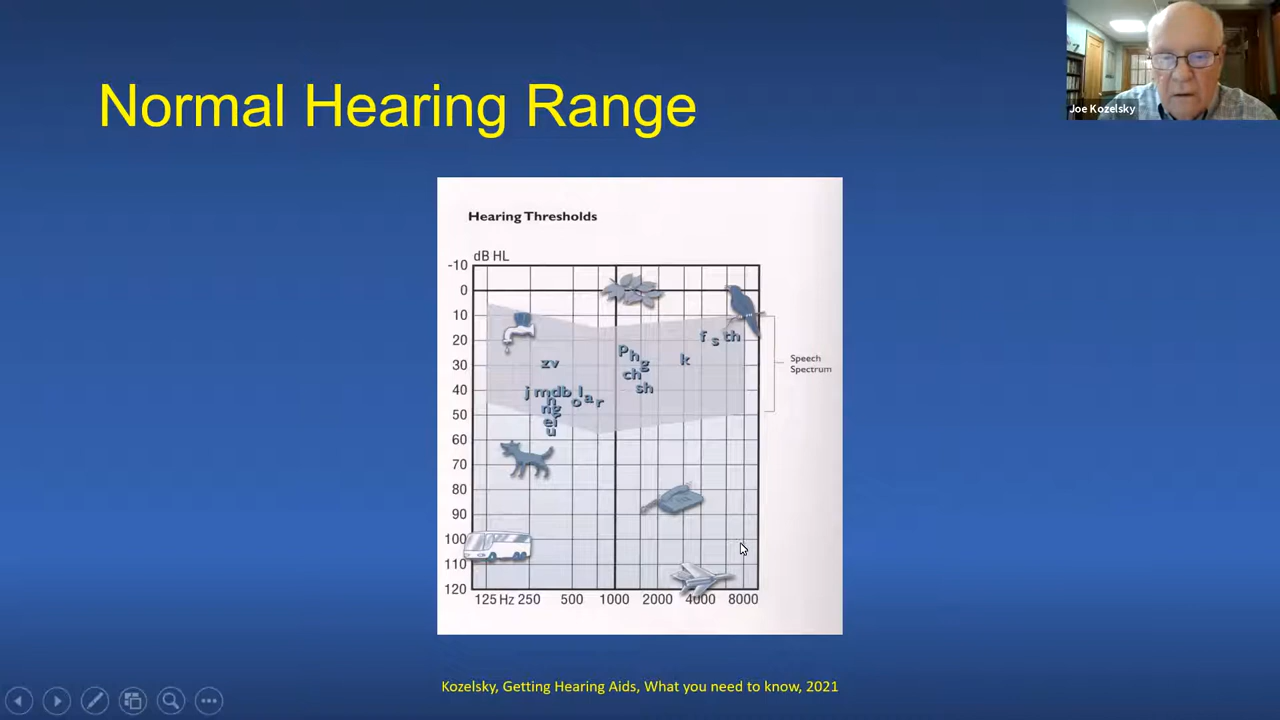 Normal Hearing Range
Joe Kozelsky
Hearing Thresholds
dB HL
-10
0
10
20
30
40
50
60
70
80
90
100
110
120
f s th
p h g
z v
k
ch
sh
j m d b l
n o a r
ng
e i
u
Speech
Spectrum
125 Hz 250 500 1000 2000 4000 8000
Kozelsky, Getting Hearing Aids, What you need to know, 2021